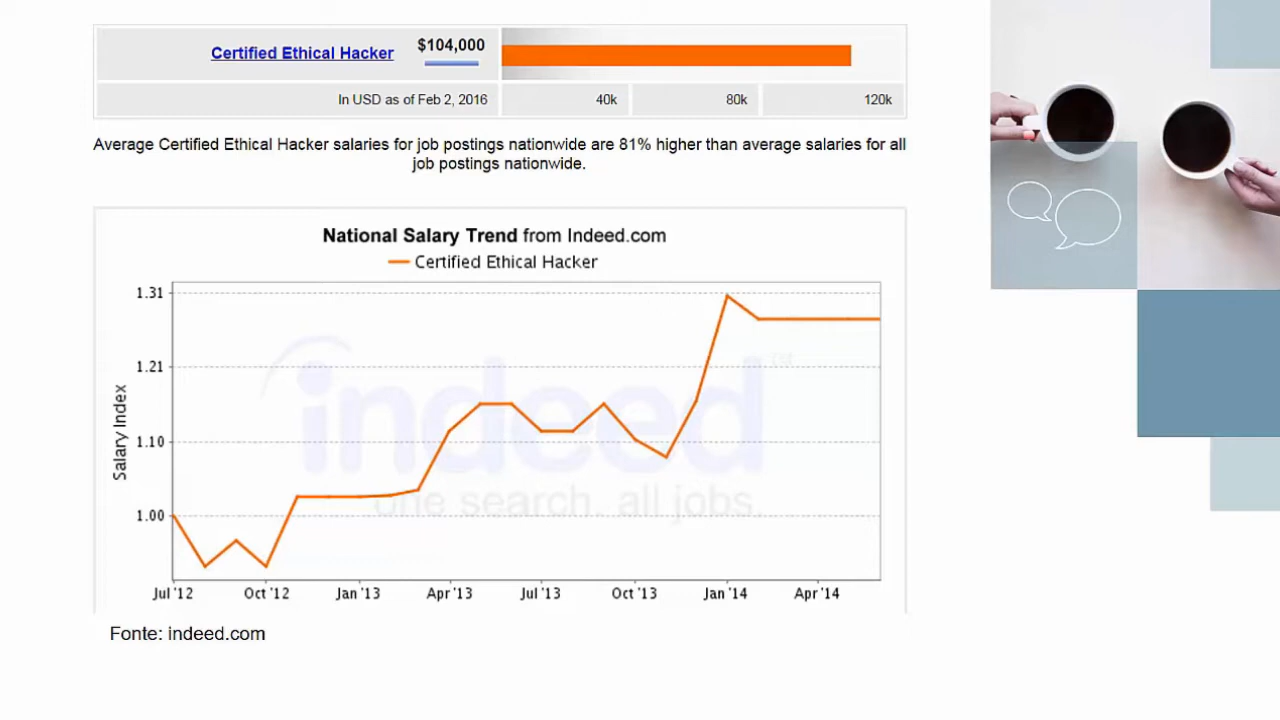 Certified Ethical Hacker $104,000
In USD as of Feb 2, 2016 40k 80k 120k
Average Certified Ethical Hacker salaries for job postings nationwide are 81% higher than average salaries for all
job postings nationwide.
National Salary Trend from Indeed.com
Certified Ethical Hacker
1.31
1.21
1.10
1.00
Salary Index
indeed™
one search. all jobs.
Jul '12 Oct '12 Jan '13 Apr '13 Jul '13 Oct '13 Jan '14 Apr '14
Fonte: indeed.com